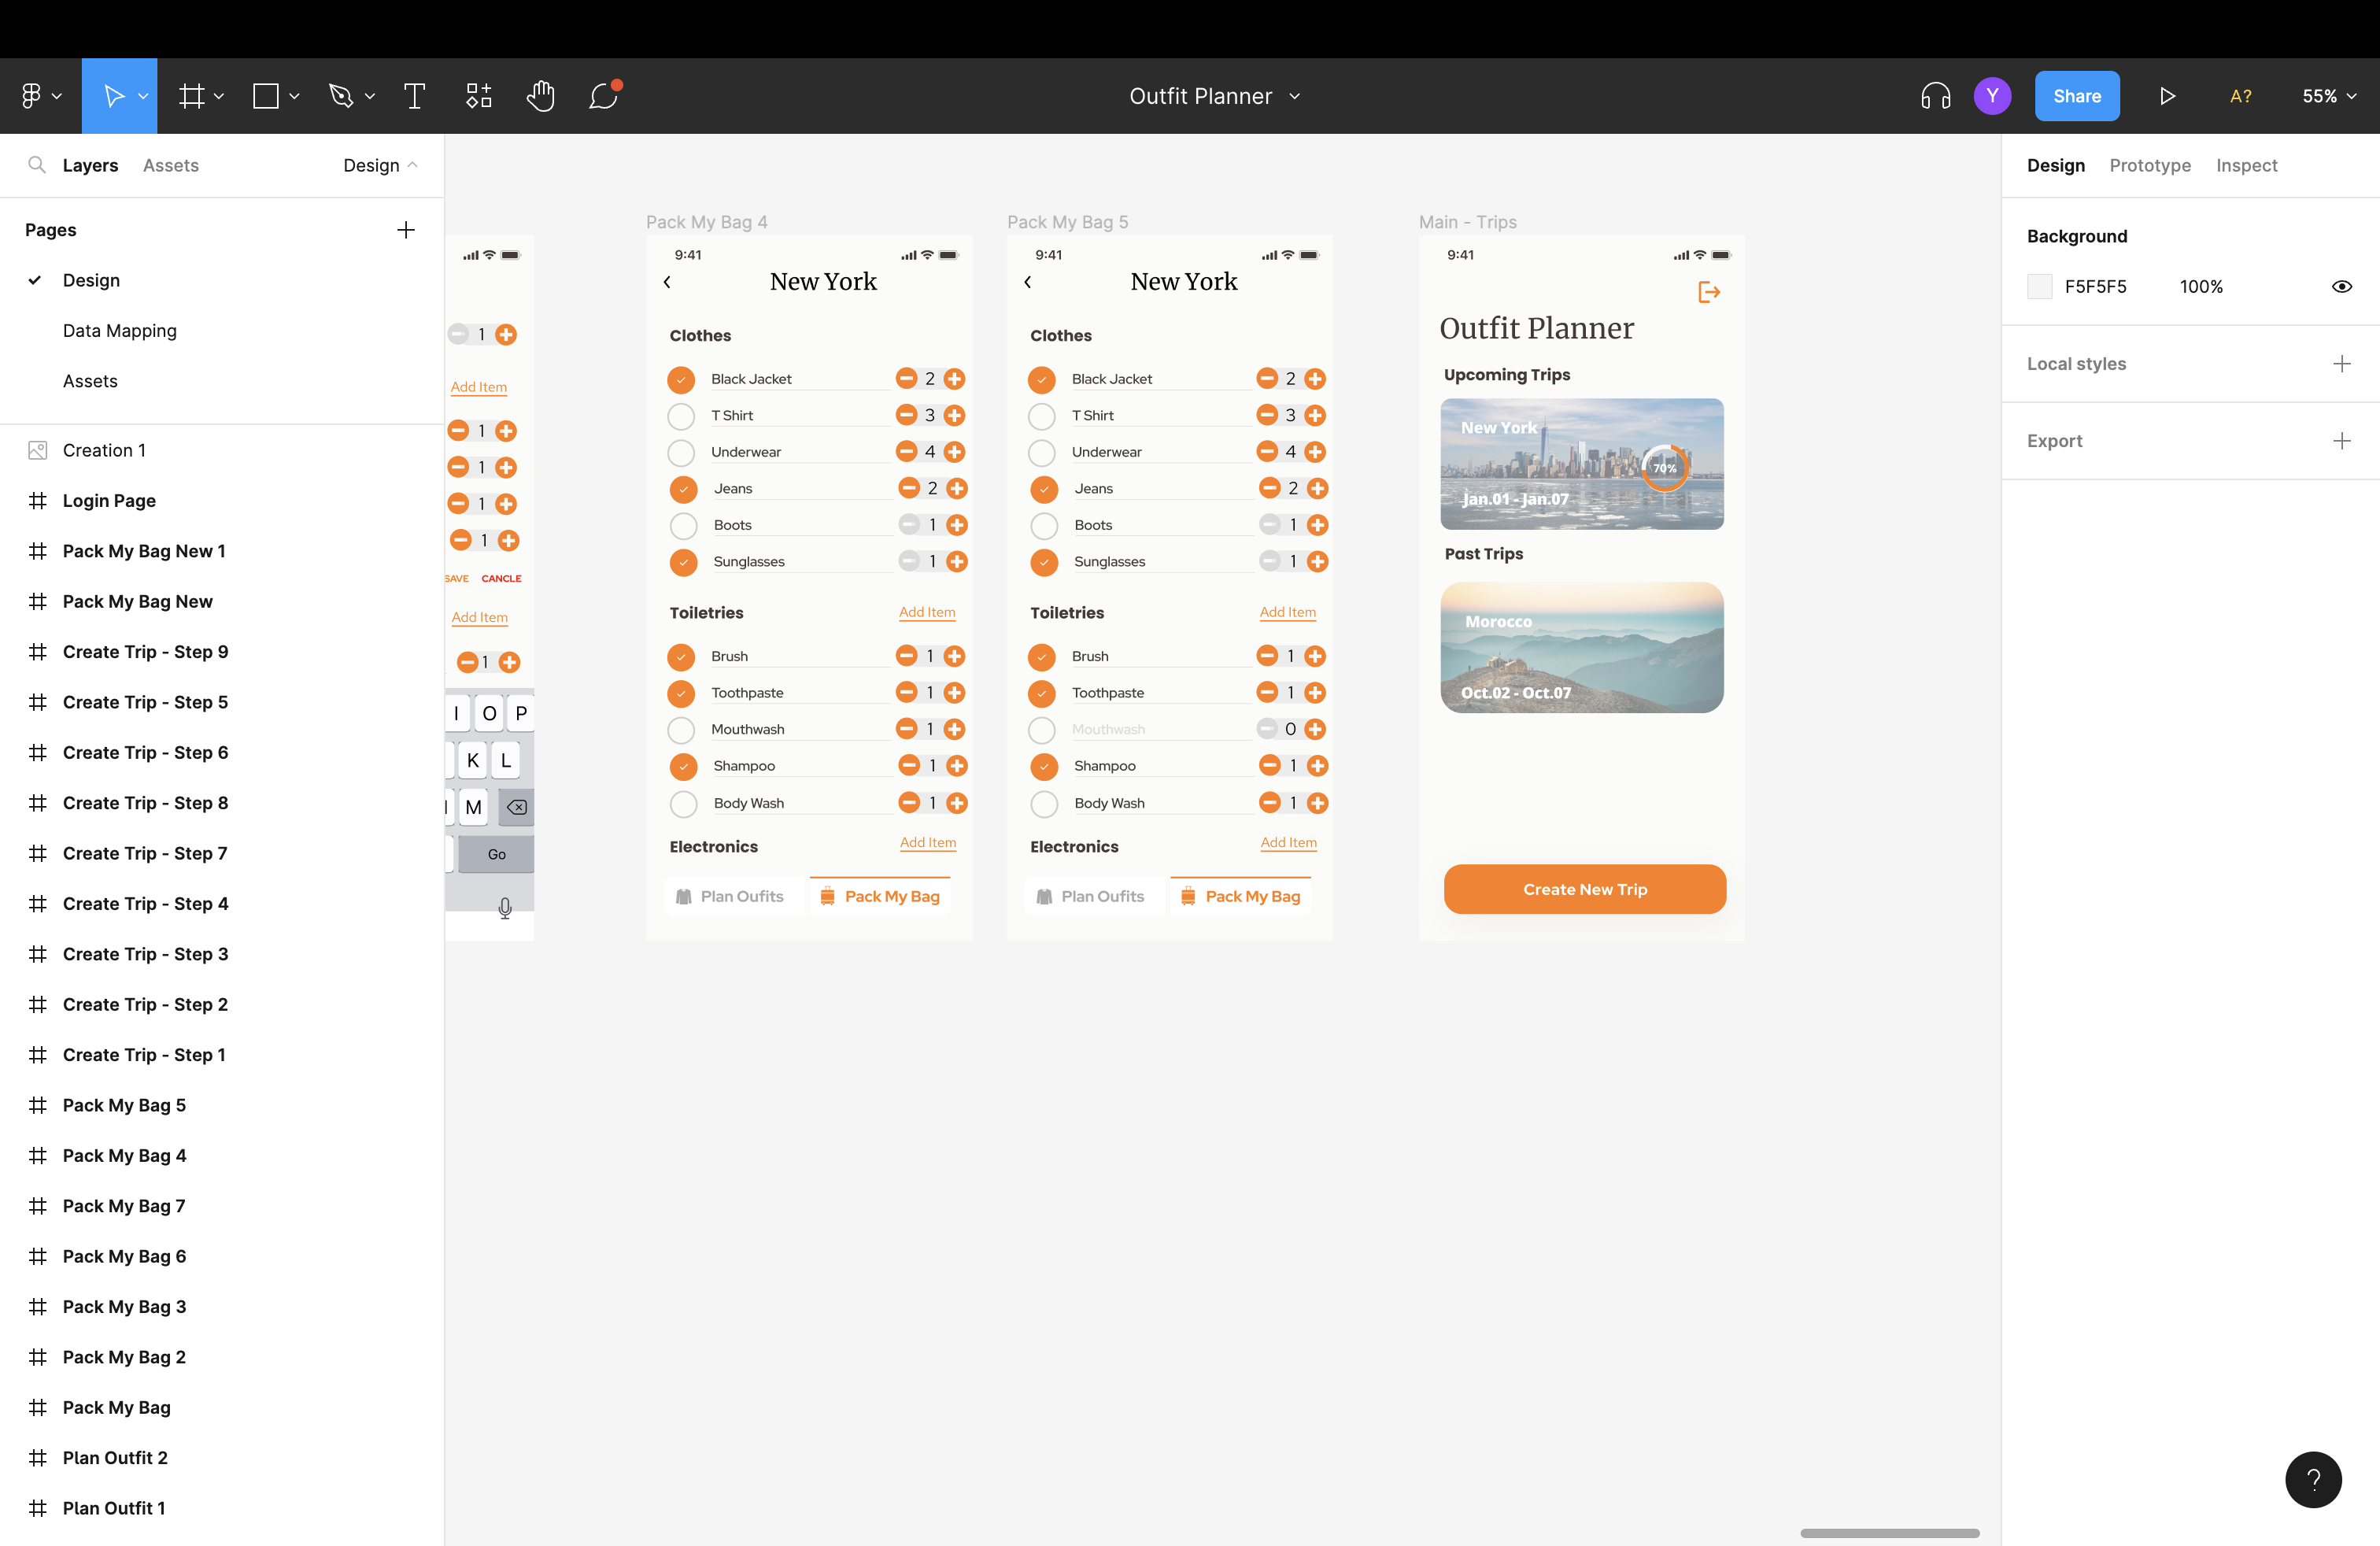 Outfit Planner
Y
Share
A?
55%
Layers
Assets
Design
Pages
Design
Data Mapping
Assets
Creation 1
Login Page
Pack My Bag New 1
Pack My Bag New
Create Trip - Step 9
Create Trip - Step 5
Create Trip - Step 6
Create Trip - Step 8
Create Trip - Step 7
Create Trip - Step 4
Create Trip - Step 3
Create Trip - Step 2
Create Trip - Step 1
Pack My Bag 5
Pack My Bag 4
Pack My Bag 7
Pack My Bag 6
Pack My Bag 3
Pack My Bag 2
Pack My Bag
Plan Outfit 2
Plan Outfit 1
1
Add Item
1
1
1
1
SAVE CANCLE
Add Item
1
I O P
K L
M
Go
Pack My Bag 4
9:41
New York
Clothes
Black Jacket 2
T Shirt 3
Underwear 4
Jeans 2
Boots 1
Sunglasses 1
Toiletries Add Item
Brush 1
Toothpaste 1
Mouthwash 1
Shampoo 1
Body Wash 1
Electronics Add Item
Plan Oufits Pack My Bag
Pack My Bag 5
9:41
New York
Clothes
Black Jacket 2
T Shirt 3
Underwear 4
Jeans 2
Boots 1
Sunglasses 1
Toiletries Add Item
Brush 1
Toothpaste 1
Mouthwash 0
Shampoo 1
Body Wash 1
Electronics Add Item
Plan Oufits Pack My Bag
Main - Trips
9:41
Outfit Planner
Upcoming Trips
New York
70%
Jan.01 - Jan.07
Past Trips
Morocco
Oct.02 - Oct.07
Create New Trip
Design Prototype Inspect
Background
F5F5F5 100%
Local styles
Export
?